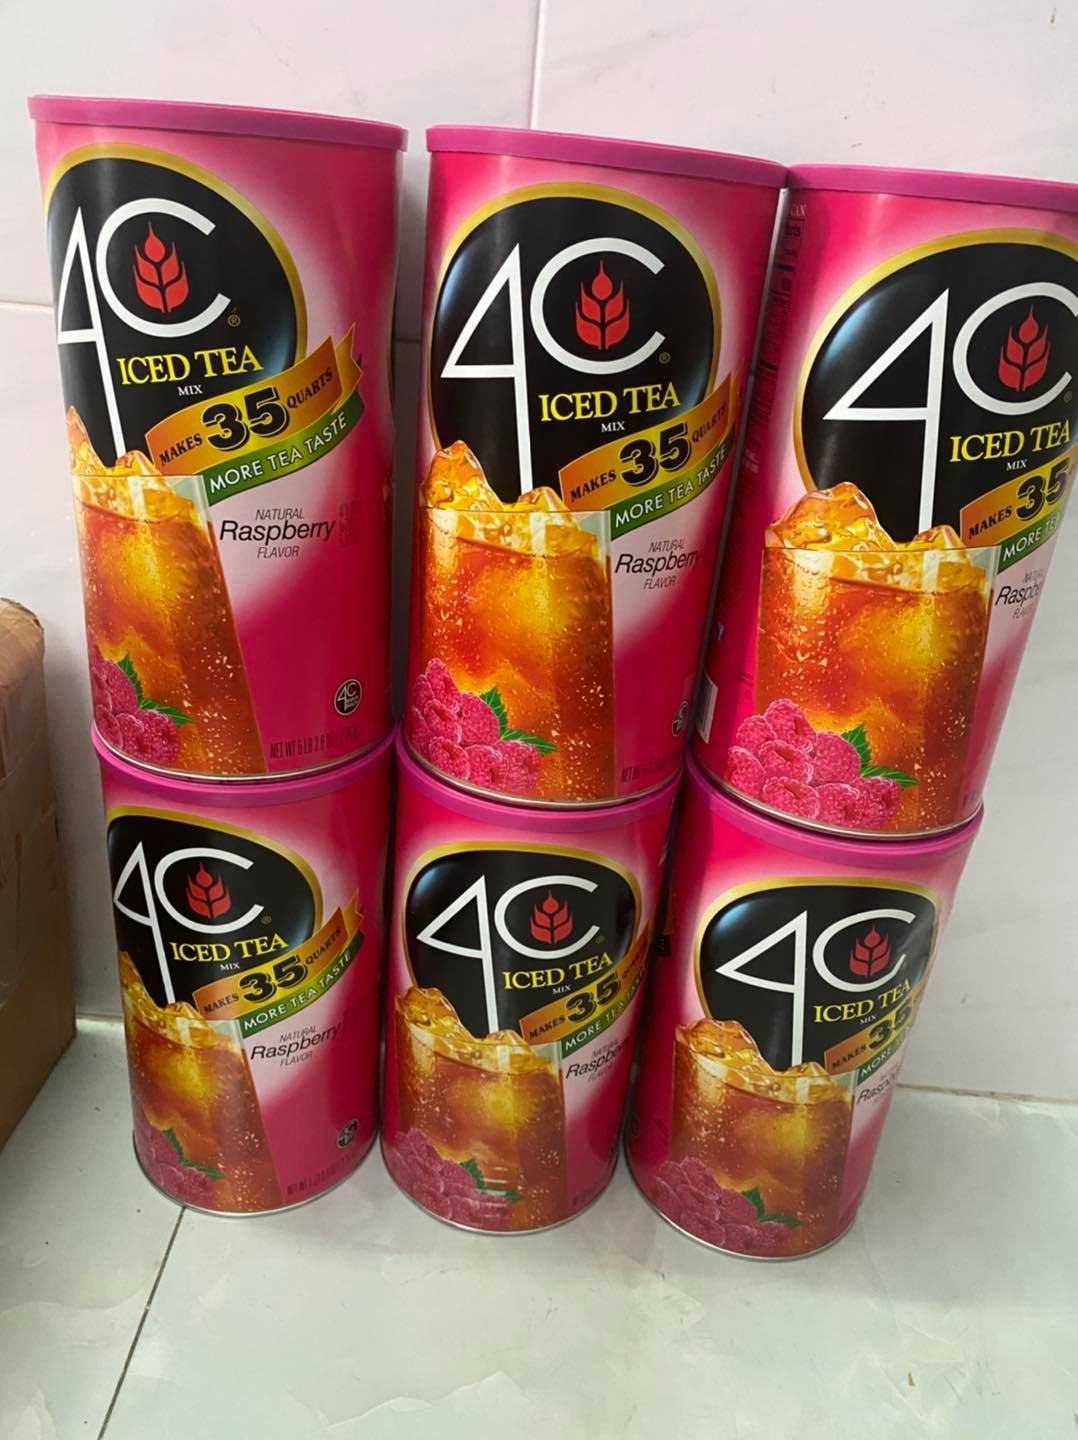 4C
ICED TEA
MIX
MAKES 35 QUARTS
MORE TEA TASTE
NATURAL
Raspberry
FLAVOR
4C
4C
ICED TEA
MIX
MAKES 35 QUARTS
MORE TEA TASTE
NATURAL
Raspberry
FLAVOR
4C
ICED TEA
MIX
MAKES 35
MORE
4C
ICED TEA
MIX
MAKES 35 QUARTS
MORE TEA TASTE
NATURAL
Raspberry
FLAVOR
4C
ICED TEA
MIX
MAKES 35
MORE TEA
4C
ICED TEA
MIX
MAKES 35
MORE